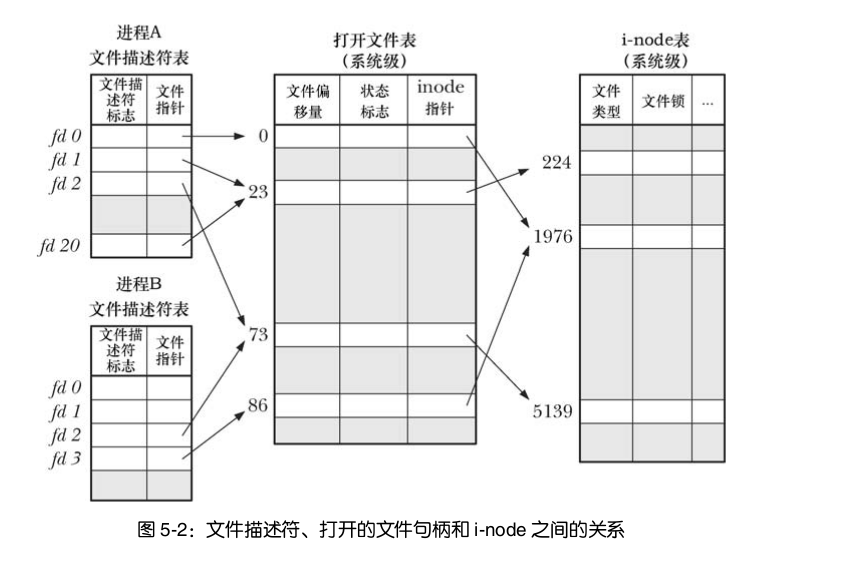 进程A
文件描述符表
文件描
述符
标志
文件
指针
fd 0
fd 1
fd 2
fd 20
进程B
文件描述符表
文件描
述符
标志
文件
指针
fd 0
fd 1
fd 2
fd 3
打开文件表
(系统级)
文件偏
移量
状态
标志
inode
指针
0
23
73
86
i-node表
(系统级)
文件
类型
文件锁
...
224
1976
5139
图 5-2：文件描述符、打开的文件句柄和 i-node 之间的关系